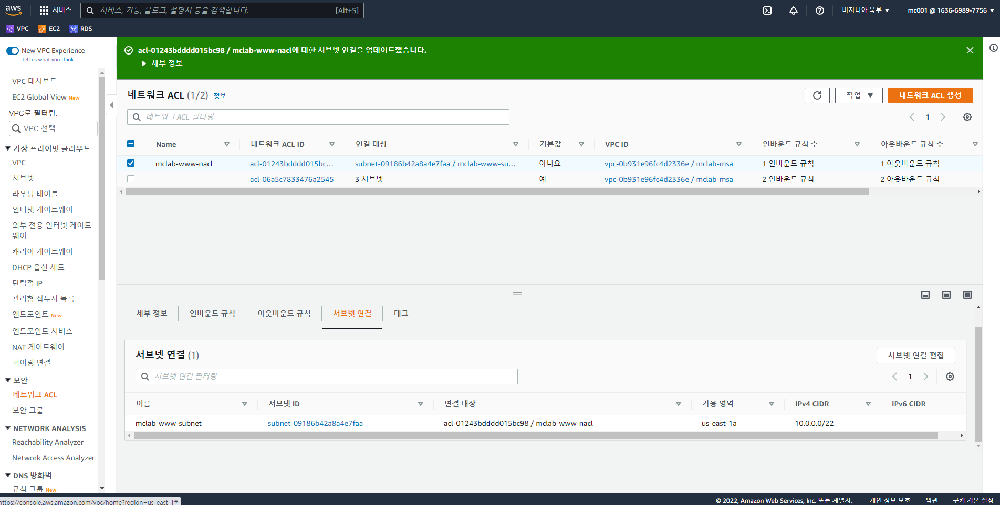 aws 서비스 서비스, 기능, 블로그, 설명서 등을 검색합니다. [Alt+S] 버지니아 북부 ▼ mc001 @ 1636-6989-7756 ▼
VPC EC2 RDS
New VPC Experience
Tell us what you think
VPC 대시보드
EC2 Global View New
VPC로 필터링:
VPC 선택
가상 프라이빗 클라우드
VPC
서브넷
라우팅 테이블
인터넷 게이트웨이
외부 전용 인터넷 게이트
웨이
캐리어 게이트웨이
DHCP 옵션 세트
탄력적 IP
관리형 접두사 목록
엔드포인트 New
엔드포인트 서비스
NAT 게이트웨이
피어링 연결
보안
네트워크 ACL
보안 그룹
NETWORK ANALYSIS
Reachability Analyzer
Network Access Analyzer
DNS 방화벽
규칙 그룹 New
acl-01243bdddd015bc98 / mclab-www-nacl에 대한 서브넷 연결을 업데이트했습니다.
세부 정보
네트워크 ACL (1/2) 정보 작업 ▼ 네트워크 ACL 생성
네트워크 ACL 필터링 1
Name 네트워크 ACL ID 연결 대상 기본값 VPC ID 인바운드 규칙 수 아웃바운드 규칙 수
mclab-www-nacl acl-01243bdddd015bc... subnet-09186b42a8a4e7faa / mclab-www-su... 아니요 vpc-0b931e96fc4d2336e / mclab-msa 1 인바운드 규칙 1 아웃바운드 규칙
– acl-06a5c7833476a2545 3 서브넷 예 vpc-0b931e96fc4d2336e / mclab-msa 2 인바운드 규칙 2 아웃바운드 규칙
세부 정보 인바운드 규칙 아웃바운드 규칙 서브넷 연결 태그
서브넷 연결 (1) 서브넷 연결 편집
서브넷 연결 필터링 1
이름 서브넷 ID 연결 대상 가용 영역 IPv4 CIDR IPv6 CIDR
mclab-www-subnet subnet-09186b42a8a4e7faa acl-01243bdddd015bc98 / mclab-www-nacl us-east-1a 10.0.0.0/22 –
https://console.aws.amazon.com/vpc/home?region=us-east-1# © 2022, Amazon Web Services, Inc. 또는 계열사. 개인 정보 보호 약관 쿠키 기본 설정